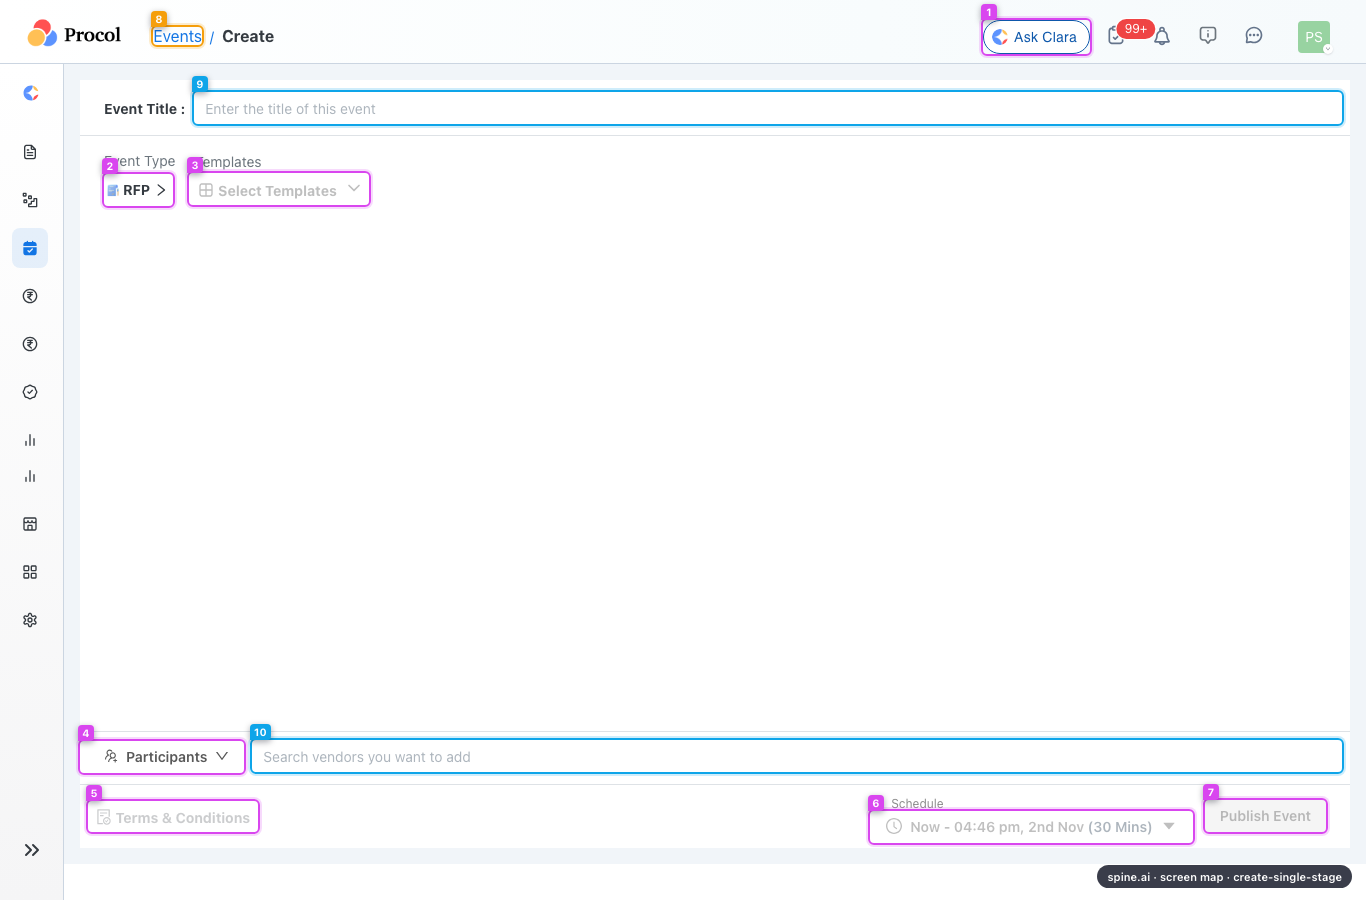 Procol
8
Events / Create
1
Ask Clara
99+
PS
9
Event Title :
Enter the title of this event
2
Event Type
3
Templates
RFP
Select Templates
4
Participants
10
Search vendors you want to add
5
Terms & Conditions
6
Schedule
Now - 04:46 pm, 2nd Nov (30 Mins)
7
Publish Event
spine.ai · screen map · create-single-stage